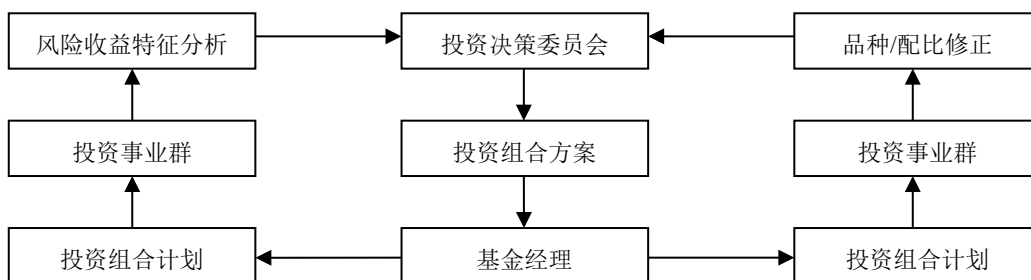 风险收益特征分析
投资决策委员会
品种/配比修正
投资事业群
投资组合方案
投资事业群
投资组合计划
基金经理
投资组合计划